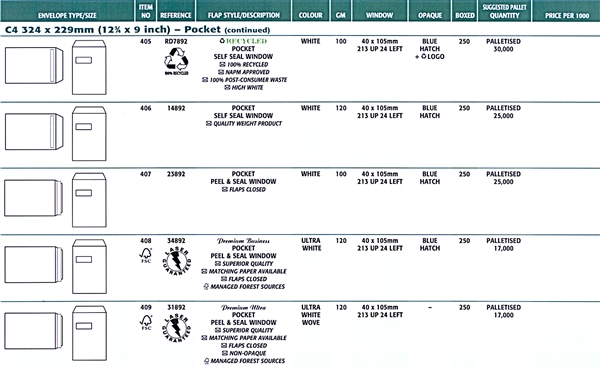 ENVELOPE TYPE/SIZE ITEM NO REFERENCE FLAP STYLE/DESCRIPTION COLOUR GM WINDOW OPAQUE BOXED SUGGESTED PALLET QUANTITY PRICE PER 1000
C4 324 x 229mm (12¾ x 9 inch) – Pocket (continued)
405 RD7892 RECYCLED WHITE 100 40 x 105mm BLUE 250 PALLETISED
POCKET 213 UP 24 LEFT HATCH 30,000
SELF SEAL WINDOW + LOGO
100% RECYCLED
NAPM APPROVED
100% RECYCLED 100% POST-CONSUMER WASTE
HIGH WHITE
406 14892 POCKET WHITE 120 40 x 105mm BLUE 250 PALLETISED
SELF SEAL WINDOW 213 UP 24 LEFT HATCH 25,000
QUALITY WEIGHT PRODUCT
407 23892 POCKET WHITE 100 40 x 105mm BLUE 250 PALLETISED
PEEL & SEAL WINDOW 213 UP 24 LEFT HATCH 25,000
FLAPS CLOSED
408 34892 Premium Business ULTRA 120 40 x 105mm BLUE 250 PALLETISED
POCKET WHITE 213 UP 24 LEFT HATCH 17,000
FSC LASER GUARANTEED PEEL & SEAL WINDOW
SUPERIOR QUALITY
MATCHING PAPER AVAILABLE
FLAPS CLOSED
MANAGED FOREST SOURCES
409 31892 Premium Ultra ULTRA 120 40 x 105mm – 250 PALLETISED
POCKET WHITE 213 UP 24 LEFT 17,000
FSC LASER GUARANTEED PEEL & SEAL WINDOW WOVE
SUPERIOR QUALITY
MATCHING PAPER AVAILABLE
FLAPS CLOSED
NON-OPAQUE
MANAGED FOREST SOURCES